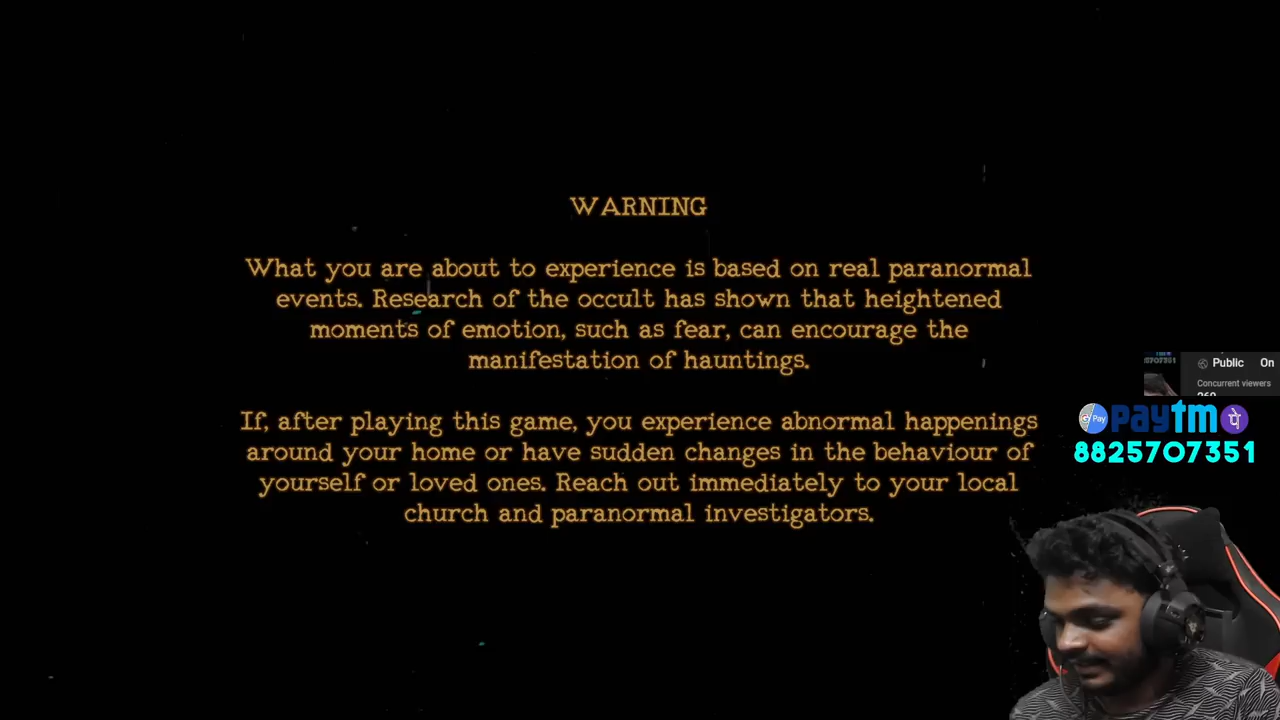 WARNING
What you are about to experience is based on real paranormal
events. Research of the occult has shown that heightened
moments of emotion, such as fear, can encourage the
manifestation of hauntings.
If, after playing this game, you experience abnormal happenings
around your home or have sudden changes in the behaviour of
yourself or loved ones. Reach out immediately to your local
church and paranormal investigators.
Public On
Concurrent viewers
G Pay paytm पे
8825707351